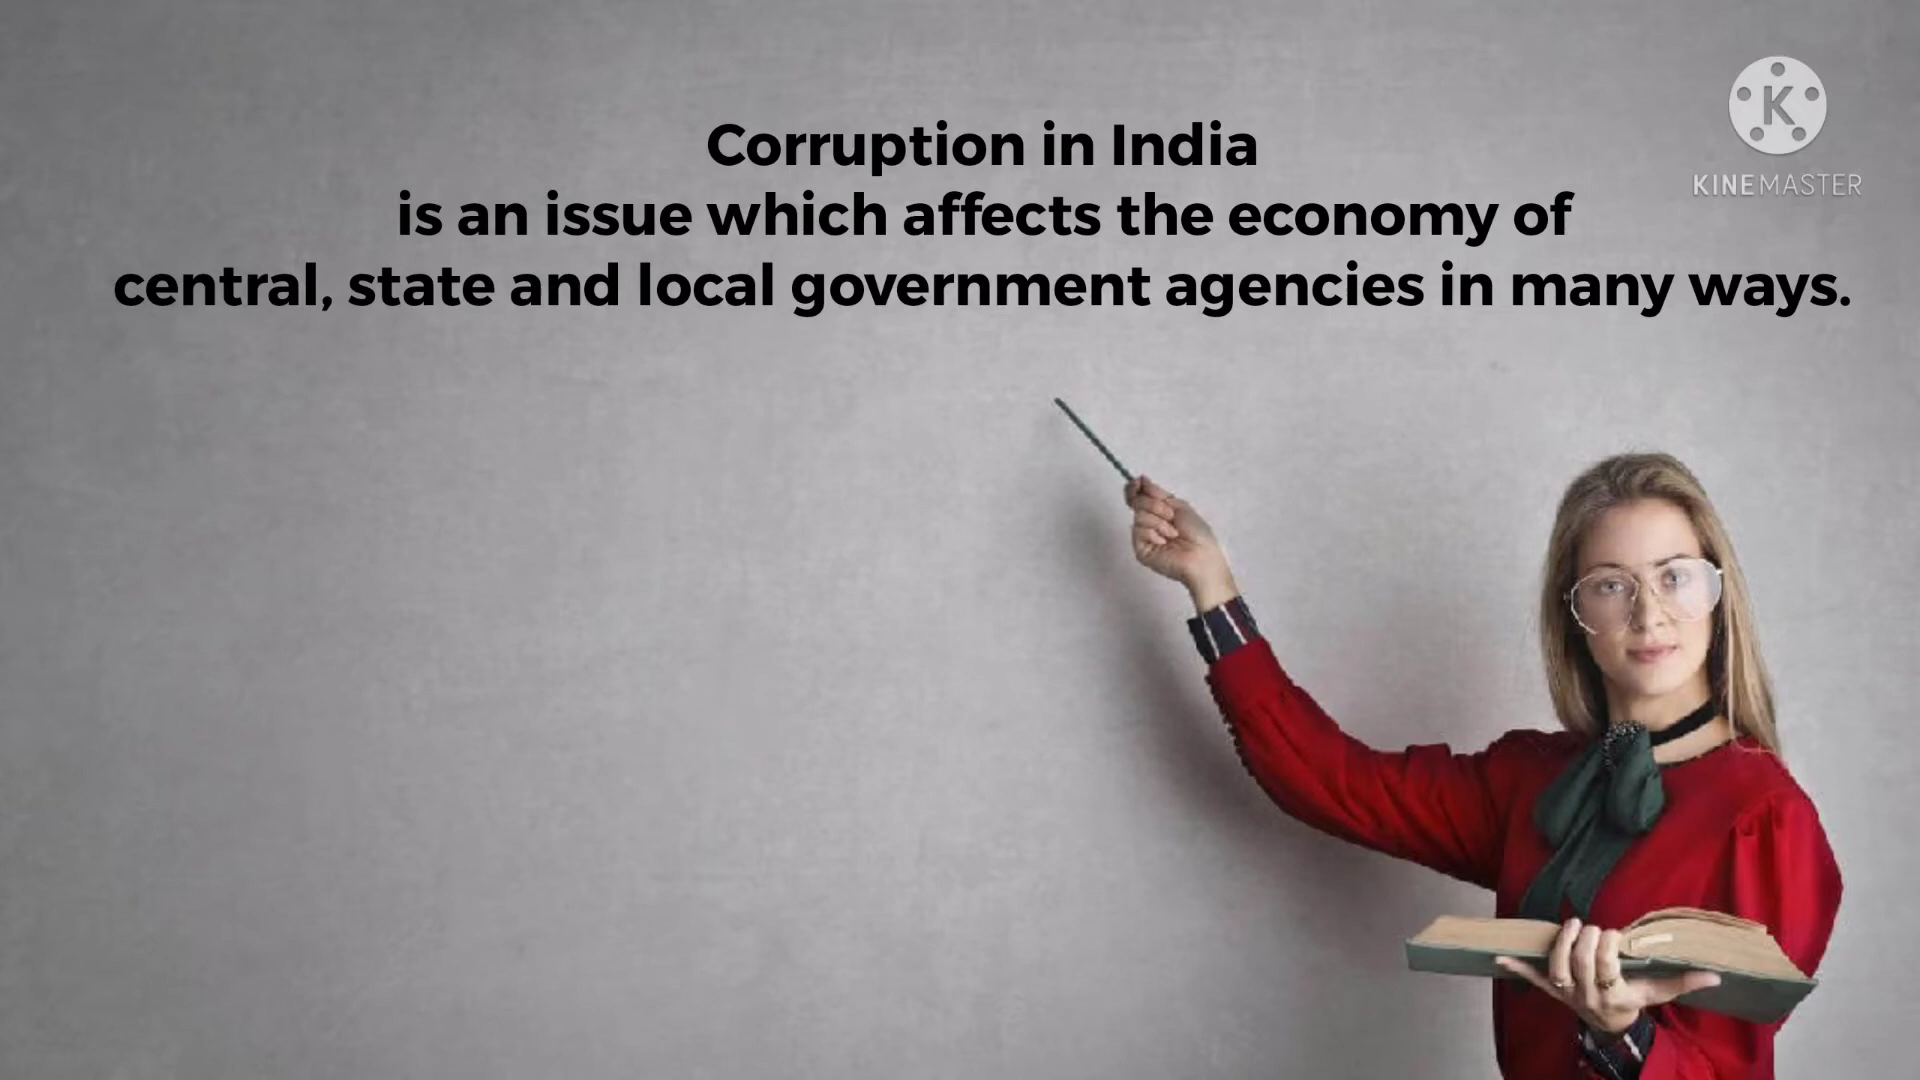 Corruption in India
is an issue which affects the economy of
central, state and local government agencies in many ways.
K
KINEMASTER